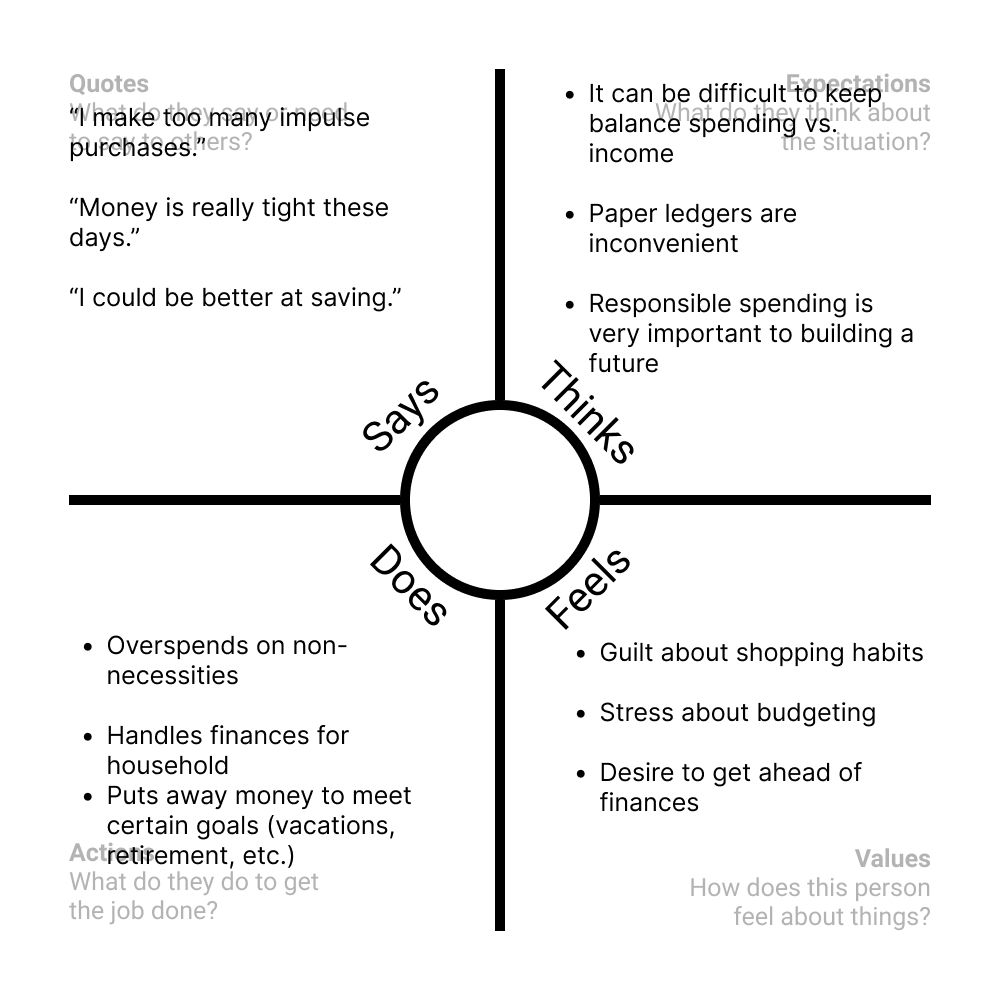 Quotes
What do they say or need
to say to others?
“I make too many impulse
purchases.”
“Money is really tight these
days.”
“I could be better at saving.”
Expectations
What do they think about
the situation?
• It can be difficult to keep
balance spending vs.
income
• Paper ledgers are
inconvenient
• Responsible spending is
very important to building a
future
Says
Thinks
Does
Feels
• Overspends on non-
necessities
• Handles finances for
household
• Puts away money to meet
certain goals (vacations,
retirement, etc.)
Actions
What do they do to get
the job done?
• Guilt about shopping habits
• Stress about budgeting
• Desire to get ahead of
finances
Values
How does this person
feel about things?